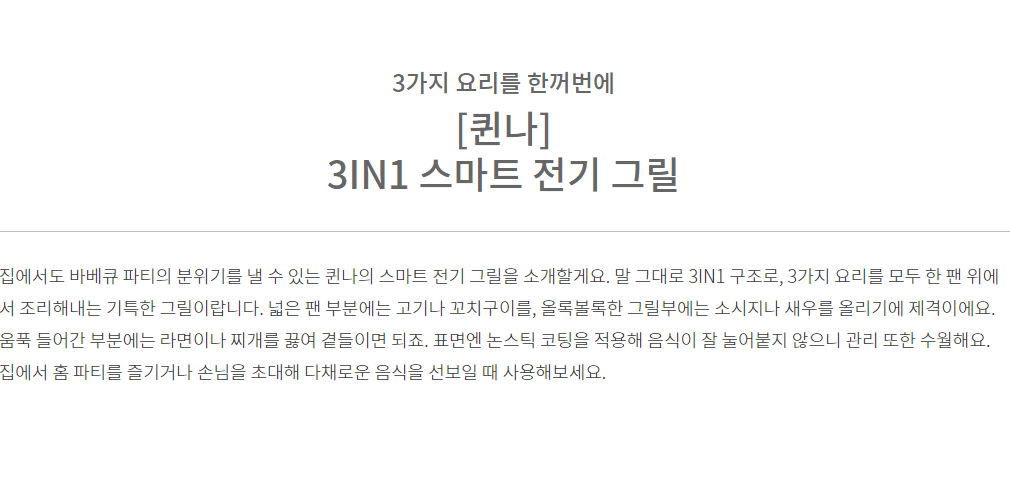 3가지 요리를 한꺼번에
[퀸나]
3IN1 스마트 전기 그릴
집에서도 바베큐 파티의 분위기를 낼 수 있는 퀸나의 스마트 전기 그릴을 소개할게요. 말 그대로 3IN1 구조로, 3가지 요리를 모두 한 팬 위에
서 조리해내는 기특한 그릴이랍니다. 넓은 팬 부분에는 고기나 꼬치구이를, 올록볼록한 그릴부에는 소시지나 새우를 올리기에 제격이에요.
움푹 들어간 부분에는 라면이나 찌개를 끓여 곁들이면 되죠. 표면엔 논스틱 코팅을 적용해 음식이 잘 눌어붙지 않으니 관리 또한 수월해요.
집에서 홈 파티를 즐기거나 손님을 초대해 다채로운 음식을 선보일 때 사용해보세요.